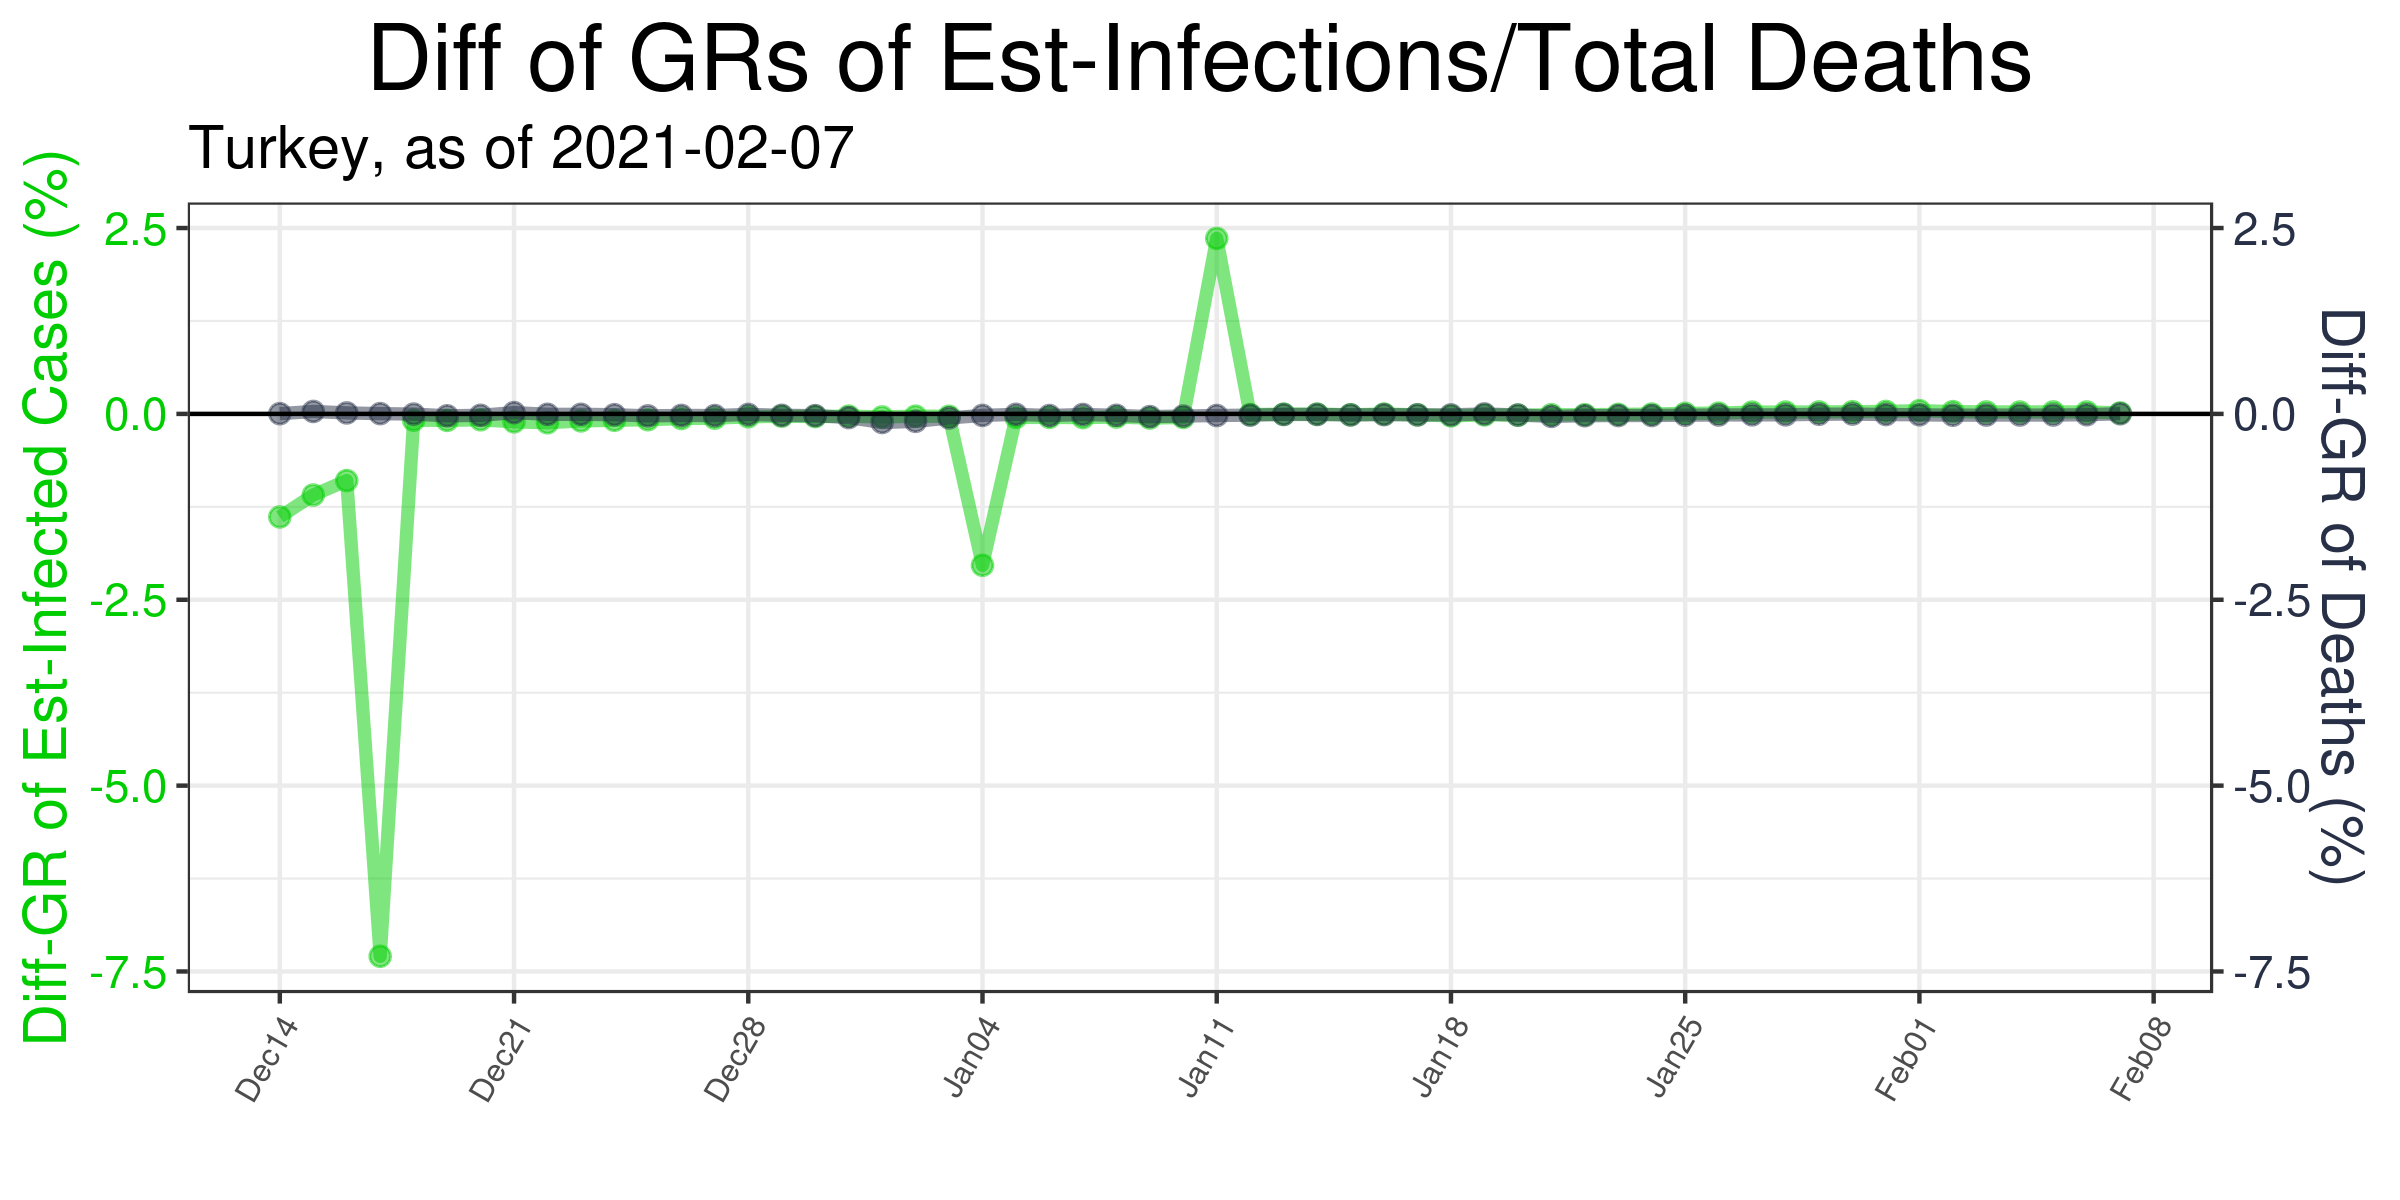 Diff of GRs of Est-Infections/Total Deaths
Turkey, as of 2021-02-07
Diff-GR of Est-Infected Cases (%)
2.5
0.0
-2.5
-5.0
-7.5
2.5
0.0
-2.5
-5.0
-7.5
Diff-GR of Deaths (%)
Dec14
Dec21
Dec28
Jan04
Jan11
Jan18
Jan25
Feb01
Feb08